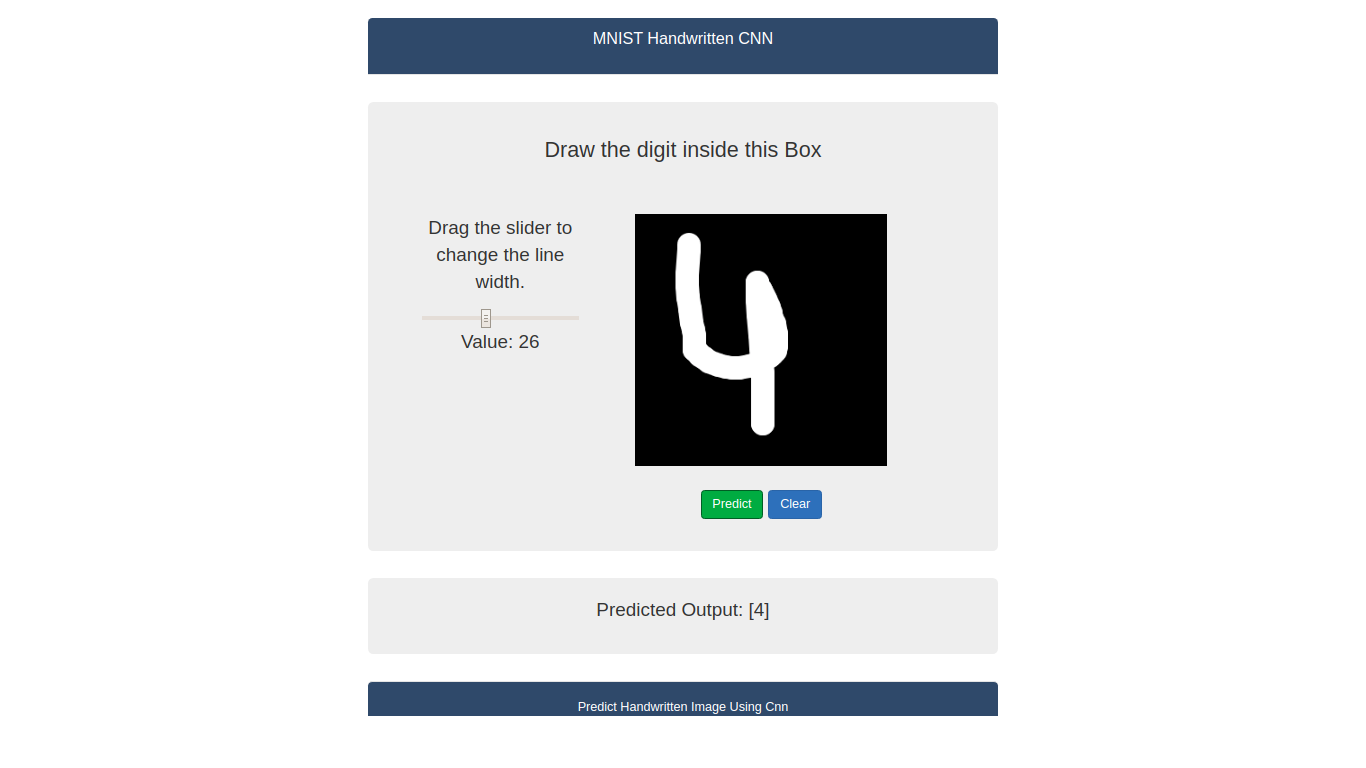 MNIST Handwritten CNN
Draw the digit inside this Box
Drag the slider to
change the line
width.
Value: 26
4
Predict Clear
Predicted Output: [4]
Predict Handwritten Image Using Cnn